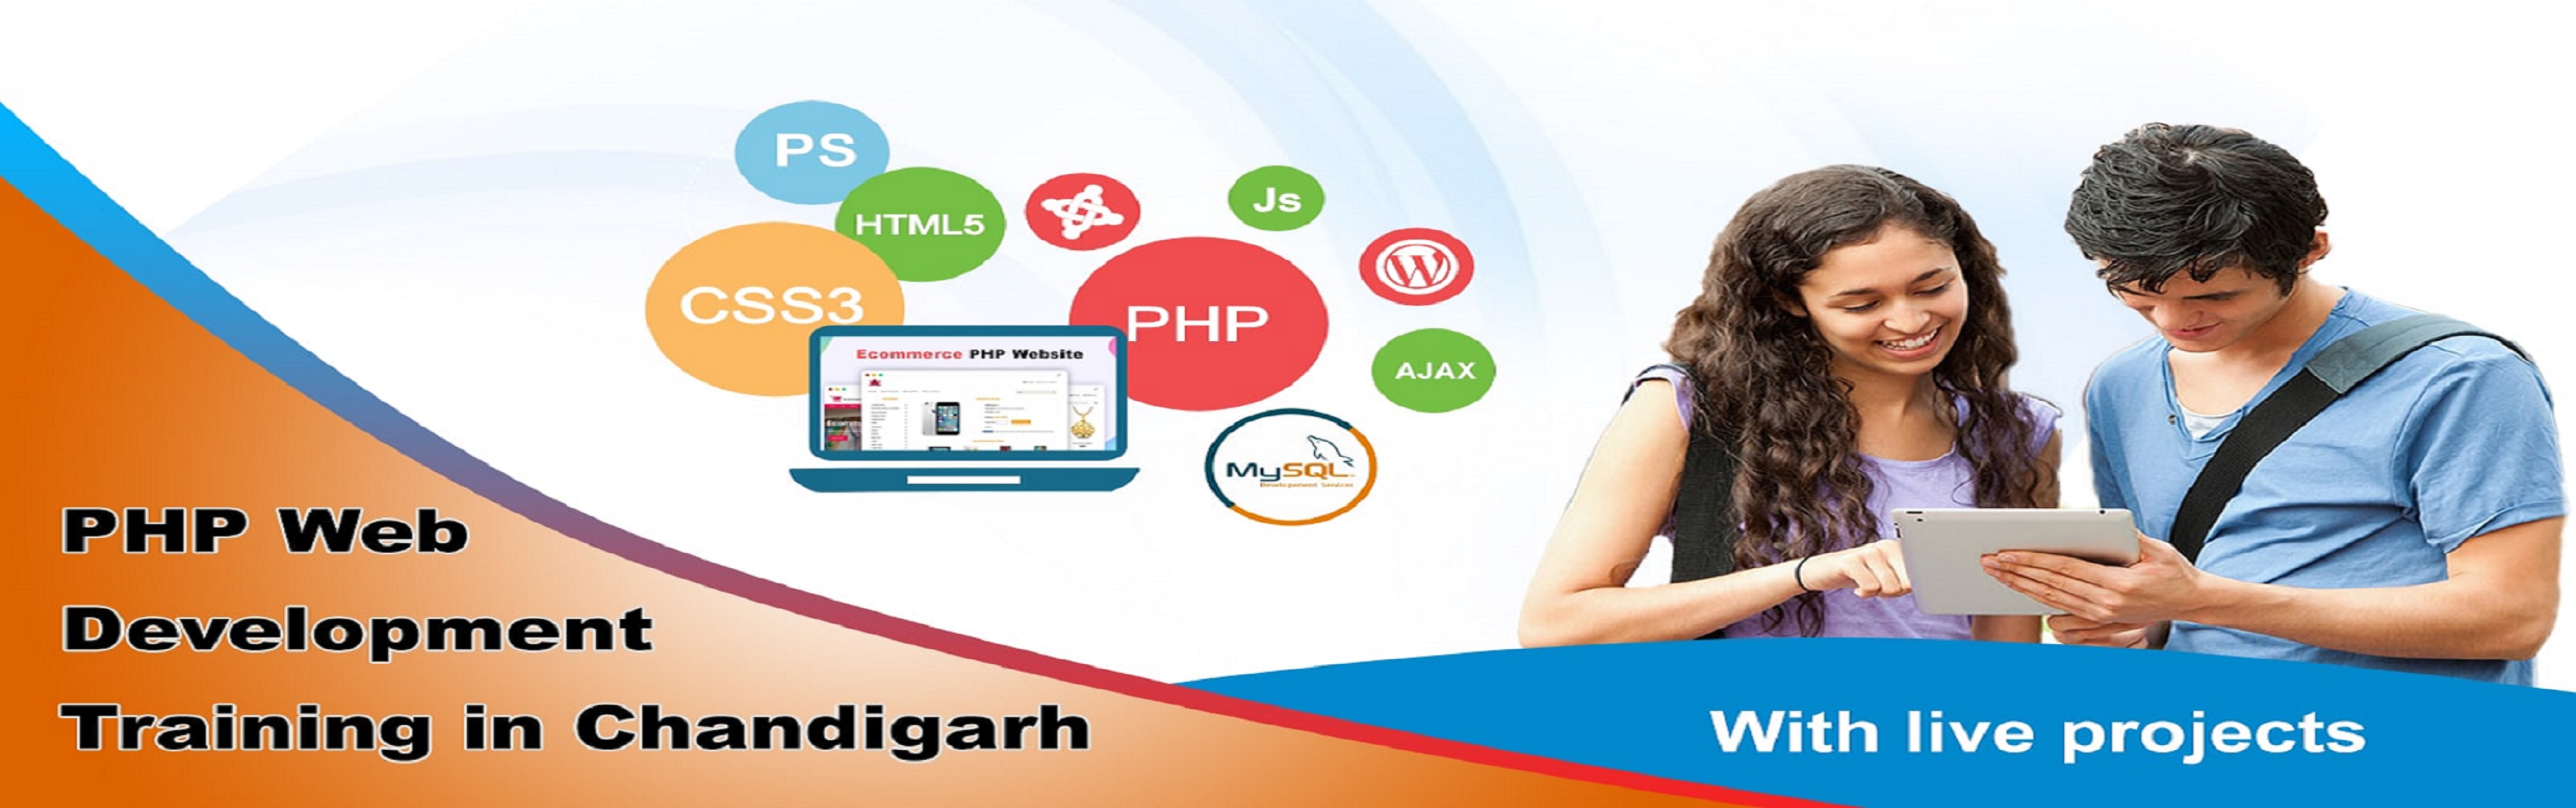 PS
HTML5
Js
CSS3
PHP
AJAX
Ecommerce PHP Website
MySQL
PHP Web
Development
Training in Chandigarh
With live projects